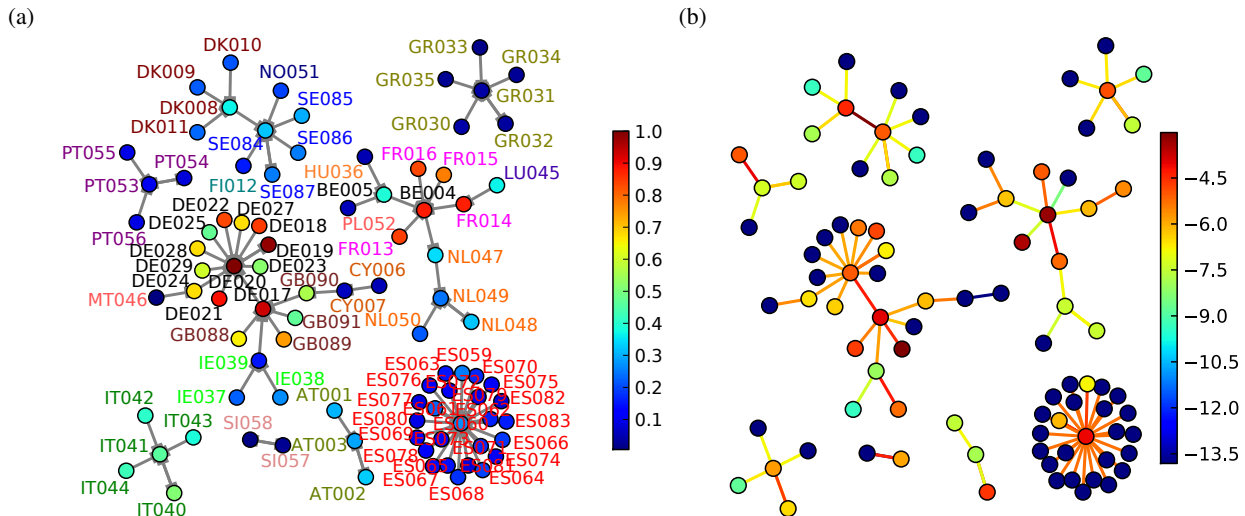 (a)
(b)
DK010
DK009
NO051
DK008
SE085
DK011
SE084
SE086
FI012
SE087
GR033
GR034
GR035
GR031
GR030
GR032
PT055
PT054
PT053
PT056
HU036
FR016
FR015
LU045
BE005
BE004
PL052
FR014
FR013
DE022
DE027
DE025
DE018
DE028
DE019
DE029
DE023
DE024
DE020
MT046
DE021
DE017
GB090
CY006
CY007
GB091
GB088
GB089
NL047
NL049
NL050
NL048
IE039
IE037
IE038
IT042
IT043
IT041
IT044
IT040
SI058
SI057
AT001
AT003
AT002
ES059
ES063
ES070
ES076
ES075
ES077
ES082
ES080
ES083
ES069
ES066
ES078
ES074
ES065
ES081
ES067
ES064
ES068
1.0
0.9
0.8
0.7
0.6
0.5
0.4
0.3
0.2
0.1
−4.5
−6.0
−7.5
−9.0
−10.5
−12.0
−13.5